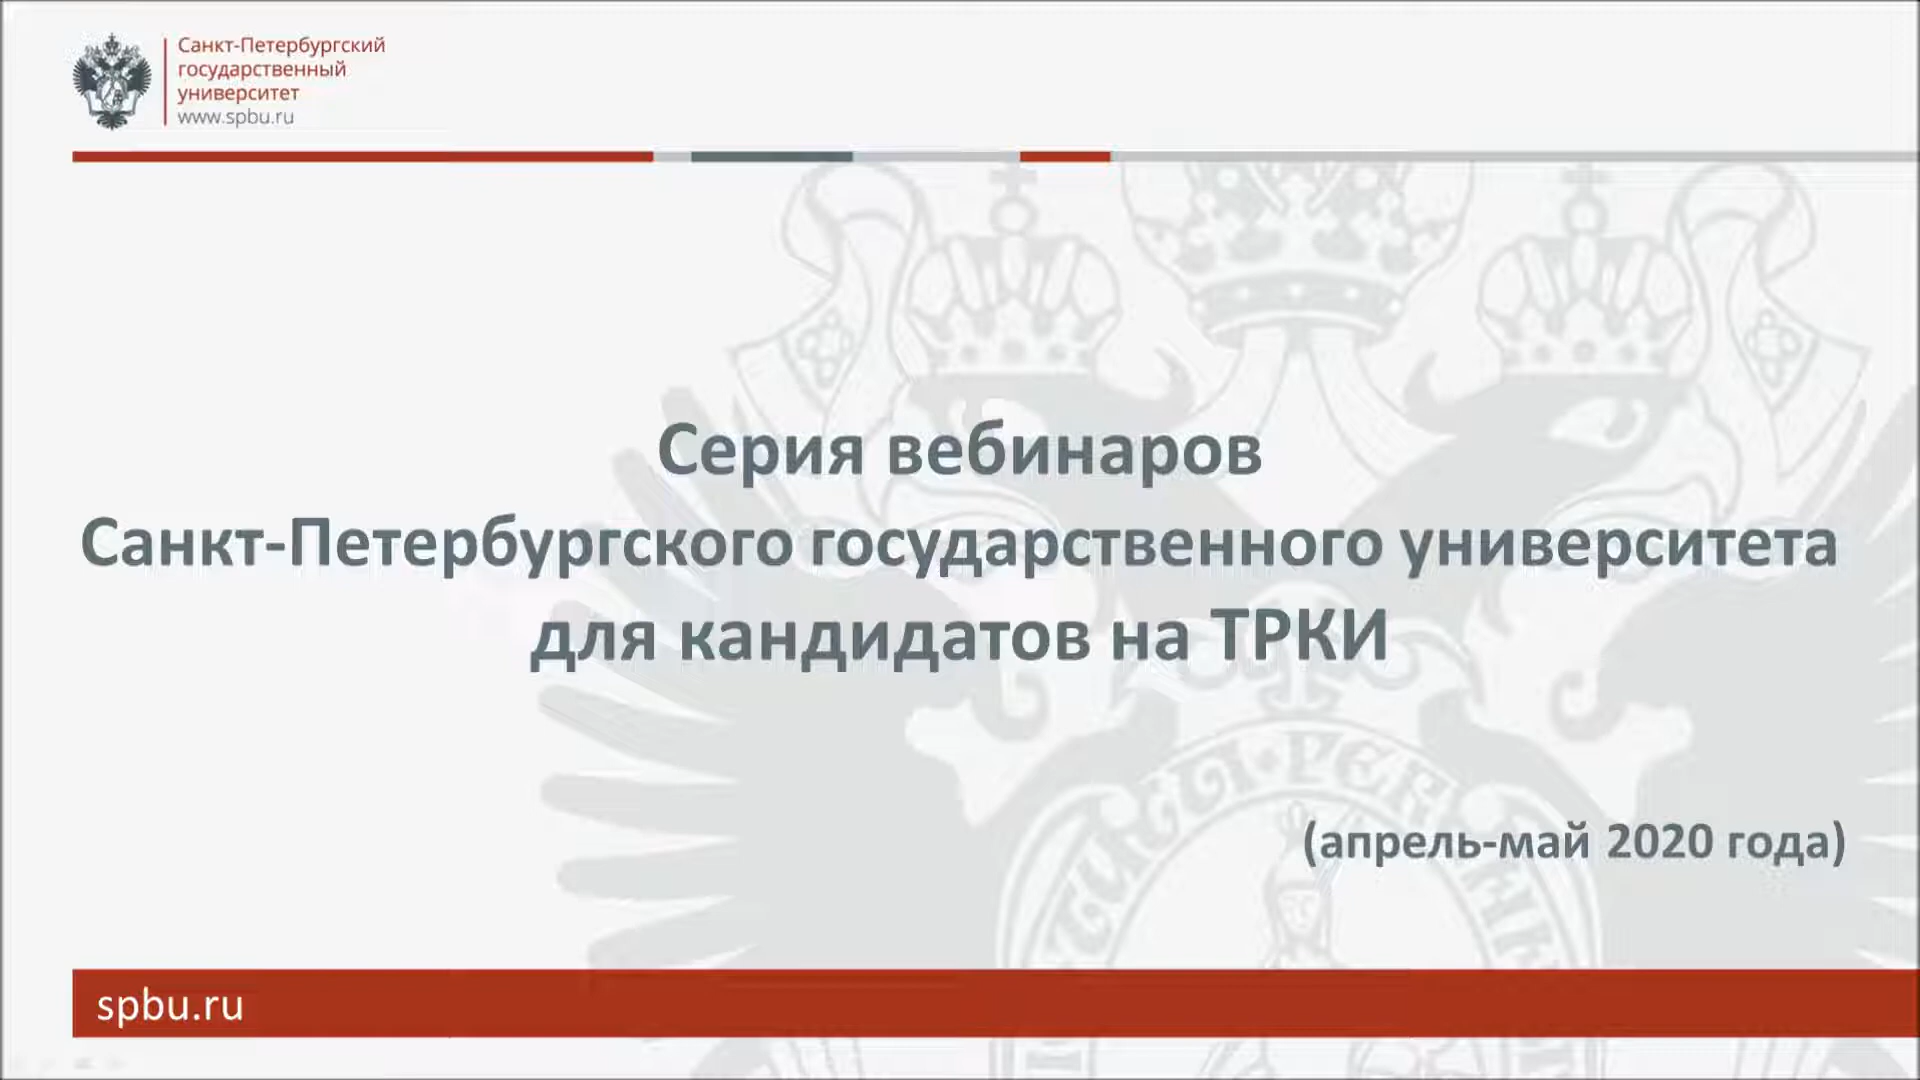 Санкт-Петербургский
государственный
университет
www.spbu.ru
Серия вебинаров
Санкт-Петербургского государственного университета
для кандидатов на ТРКИ
(апрель-май 2020 года)
spbu.ru